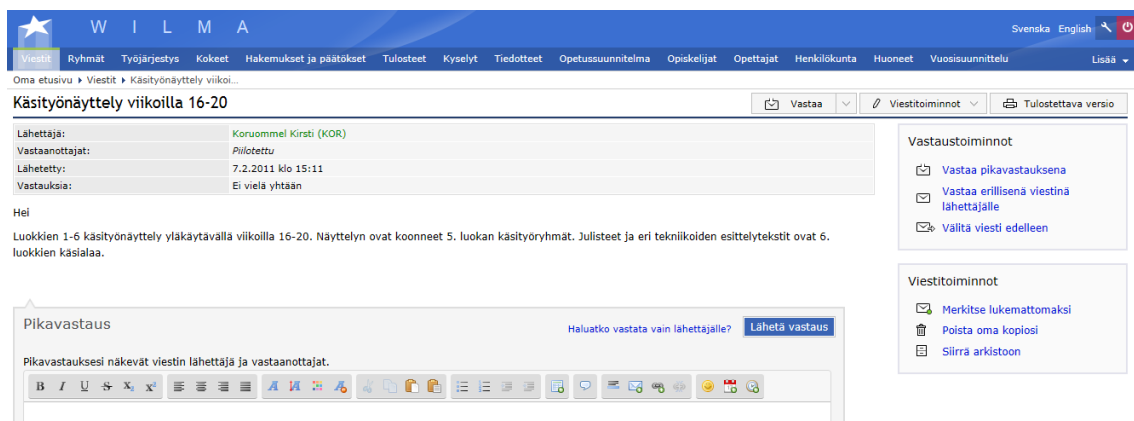 W I L M A
Svenska English
Viestit Ryhmät Työjärjestys Kokeet Hakemukset ja päätökset Tulosteet Kyselyt Tiedotteet Opetussuunnitelma Opiskelijat Opettajat Henkilökunta Huoneet Vuosisuunnittelu Lisää
Oma etusivu Viestit Käsityönäyttely viikoi...
Käsityönäyttely viikoilla 16-20
Vastaa Viestitoiminnot Tulostettava versio
Lähettäjä: Koruommel Kirsti (KOR)
Vastaanottajat: Piilotettu
Lähetetty: 7.2.2011 klo 15:11
Vastauksia: Ei vielä yhtään
Hei
Luokkien 1-6 käsityönäyttely yläkäytävällä viikoilla 16-20. Näyttelyn ovat koonneet 5. luokan käsityöryhmät. Julisteet ja eri tekniikoiden esittelytekstit ovat 6.
luokkien käsialaa.
Pikavastaus
Haluatko vastata vain lähettäjälle? Lähetä vastaus
Pikavastauksesi näkevät viestin lähettäjä ja vastaanottajat.
B I U S X₂ x²
Vastaustoiminnot
Vastaa pikavastauksena
Vastaa erillisenä viestinä
lähettäjälle
Välitä viesti edelleen
Viestitoiminnot
Merkitse lukemattomaksi
Poista oma kopiosi
Siirrä arkistoon